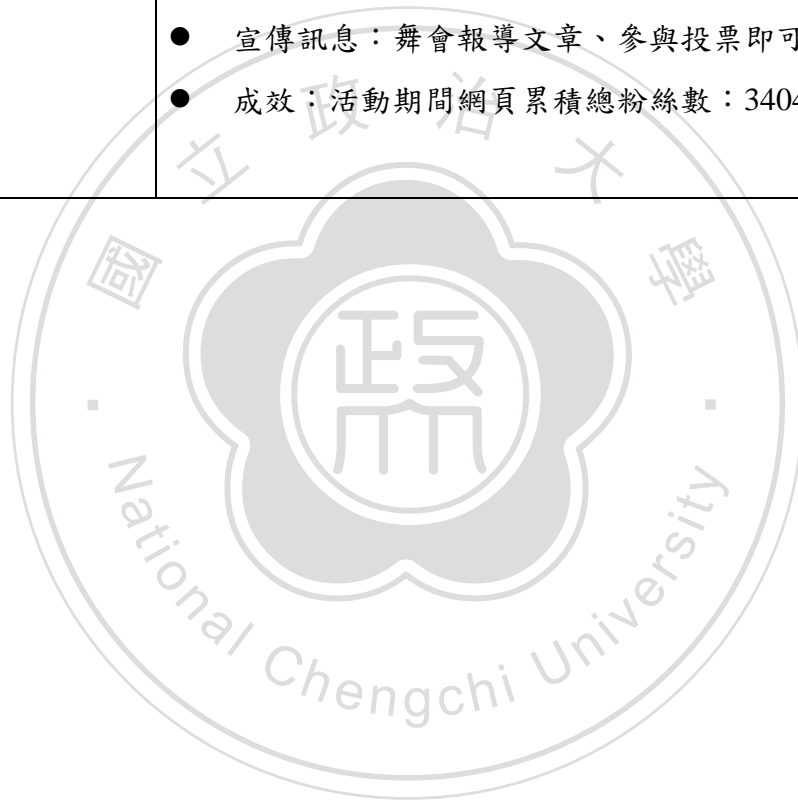 ● 宣傳訊息：舞會報導文章、參與投票即可
● 成效：活動期間網頁累積總粉絲數：3404
國立政治大學
政
National Chengchi University